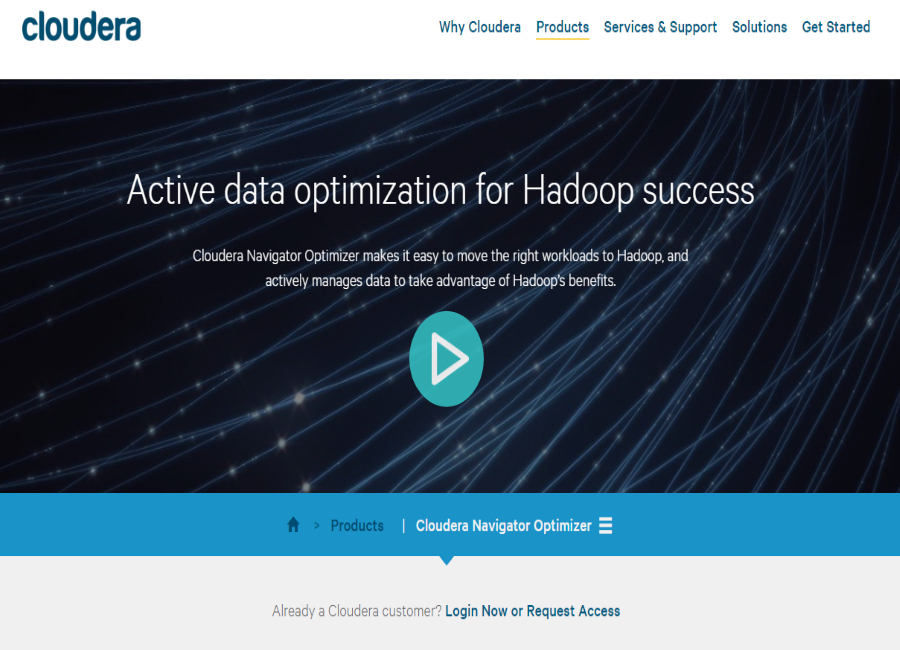 cloudera
Why Cloudera Products Services & Support Solutions Get Started
Active data optimization for Hadoop success
Cloudera Navigator Optimizer makes it easy to move the right workloads to Hadoop, and
actively manages data to take advantage of Hadoop's benefits.
> Products | Cloudera Navigator Optimizer
Already a Cloudera customer? Login Now or Request Access